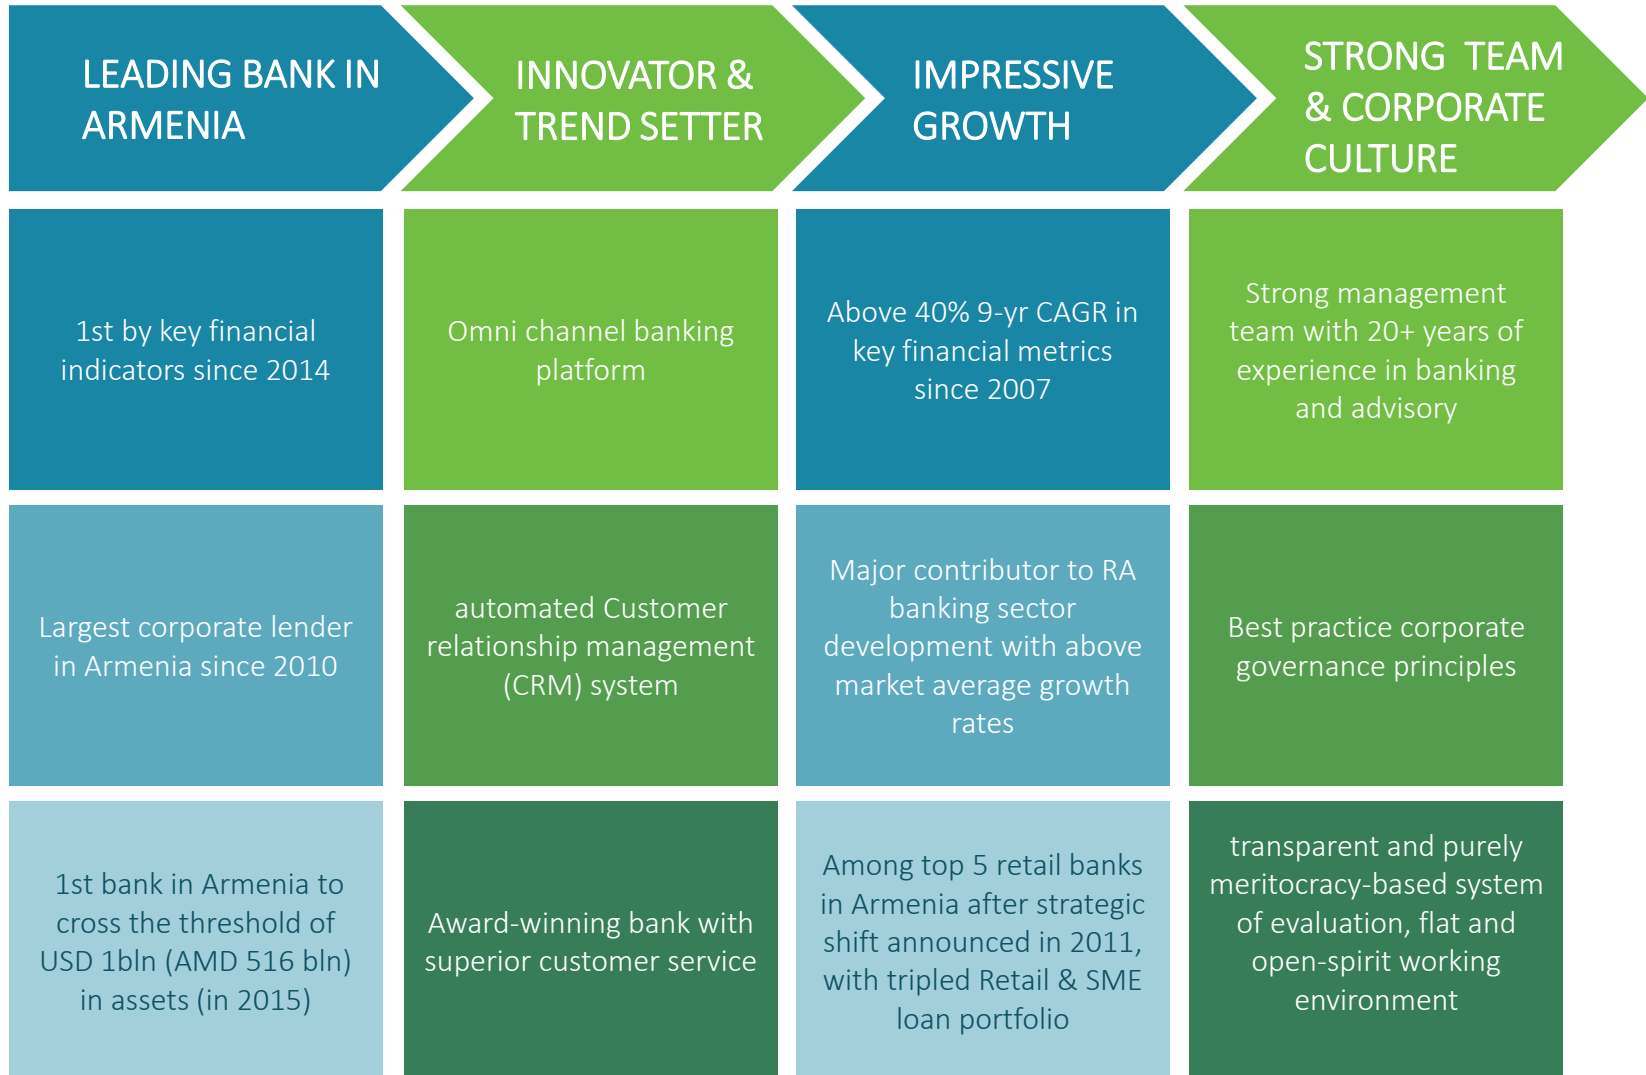 LEADING BANK IN
ARMENIA
INNOVATOR &
TREND SETTER
IMPRESSIVE
GROWTH
STRONG TEAM
& CORPORATE
CULTURE
1st by key financial
indicators since 2014
Omni channel banking
platform
Above 40% 9-yr CAGR in
key financial metrics
since 2007
Strong management
team with 20+ years of
experience in banking
and advisory
Largest corporate lender
in Armenia since 2010
automated Customer
relationship management
(CRM) system
Major contributor to RA
banking sector
development with above
market average growth
rates
Best practice corporate
governance principles
1st bank in Armenia to
cross the threshold of
USD 1bln (AMD 516 bln)
in assets (in 2015)
Award-winning bank with
superior customer service
Among top 5 retail banks
in Armenia after strategic
shift announced in 2011,
with tripled Retail & SME
loan portfolio
transparent and purely
meritocracy-based system
of evaluation, flat and
open-spirit working
environment